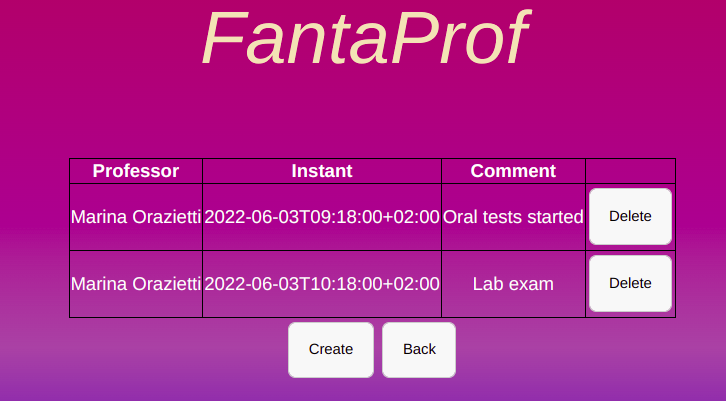 FantaProf
Professor Instant Comment
Marina Orazietti 2022-06-03T09:18:00+02:00 Oral tests started Delete
Marina Orazietti 2022-06-03T10:18:00+02:00 Lab exam Delete
Create Back